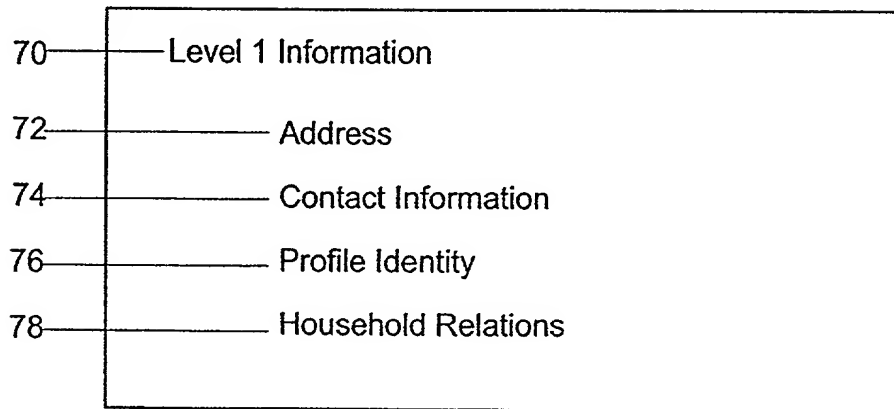 70 Level 1 Information
72 Address
74 Contact Information
76 Profile Identity
78 Household Relations